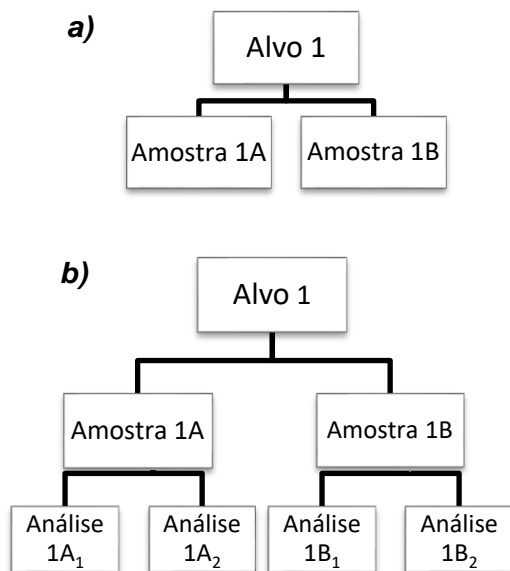 a)
Alvo 1
Amostra 1A
Amostra 1B
b)
Alvo 1
Amostra 1A
Amostra 1B
Análise
1A₁
Análise
1A₂
Análise
1B₁
Análise
1B₂